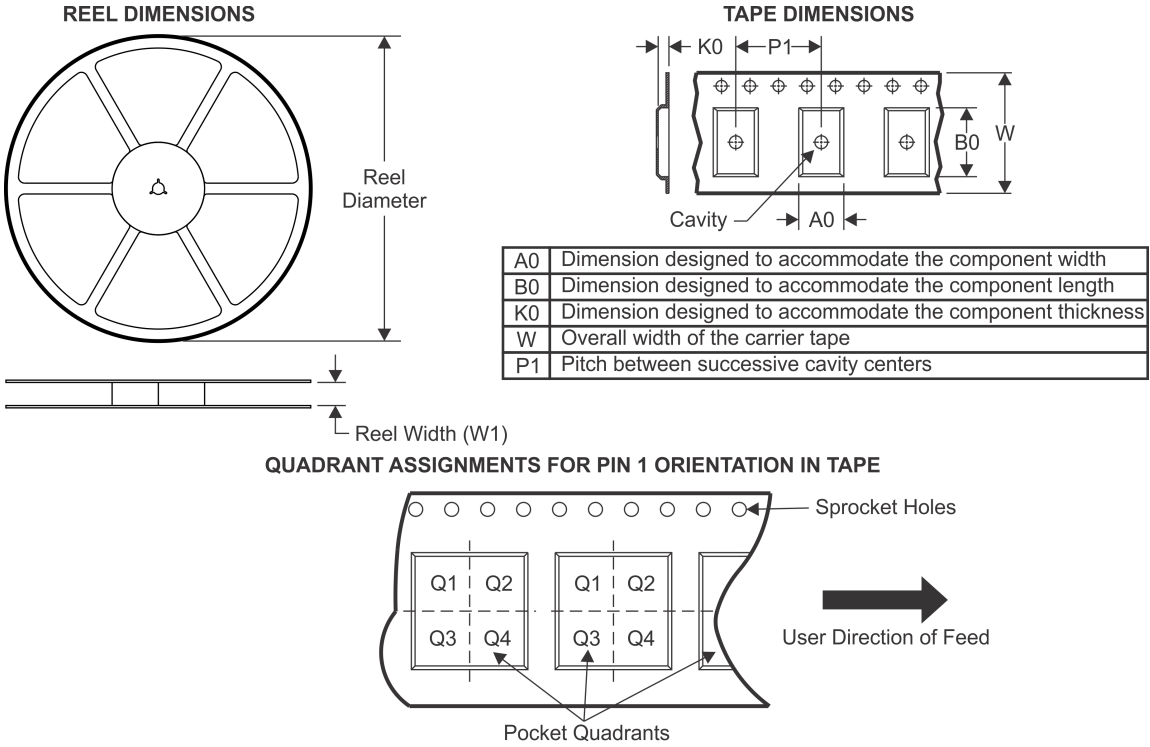 REEL DIMENSIONS
Reel
Diameter
Reel Width (W1)
TAPE DIMENSIONS
K0 P1
B0 W
Cavity A0
A0 Dimension designed to accommodate the component width
B0 Dimension designed to accommodate the component length
K0 Dimension designed to accommodate the component thickness
W Overall width of the carrier tape
P1 Pitch between successive cavity centers
QUADRANT ASSIGNMENTS FOR PIN 1 ORIENTATION IN TAPE
Sprocket Holes
Q1 Q2 Q1 Q2
Q3 Q4 Q3 Q4
User Direction of Feed
Pocket Quadrants